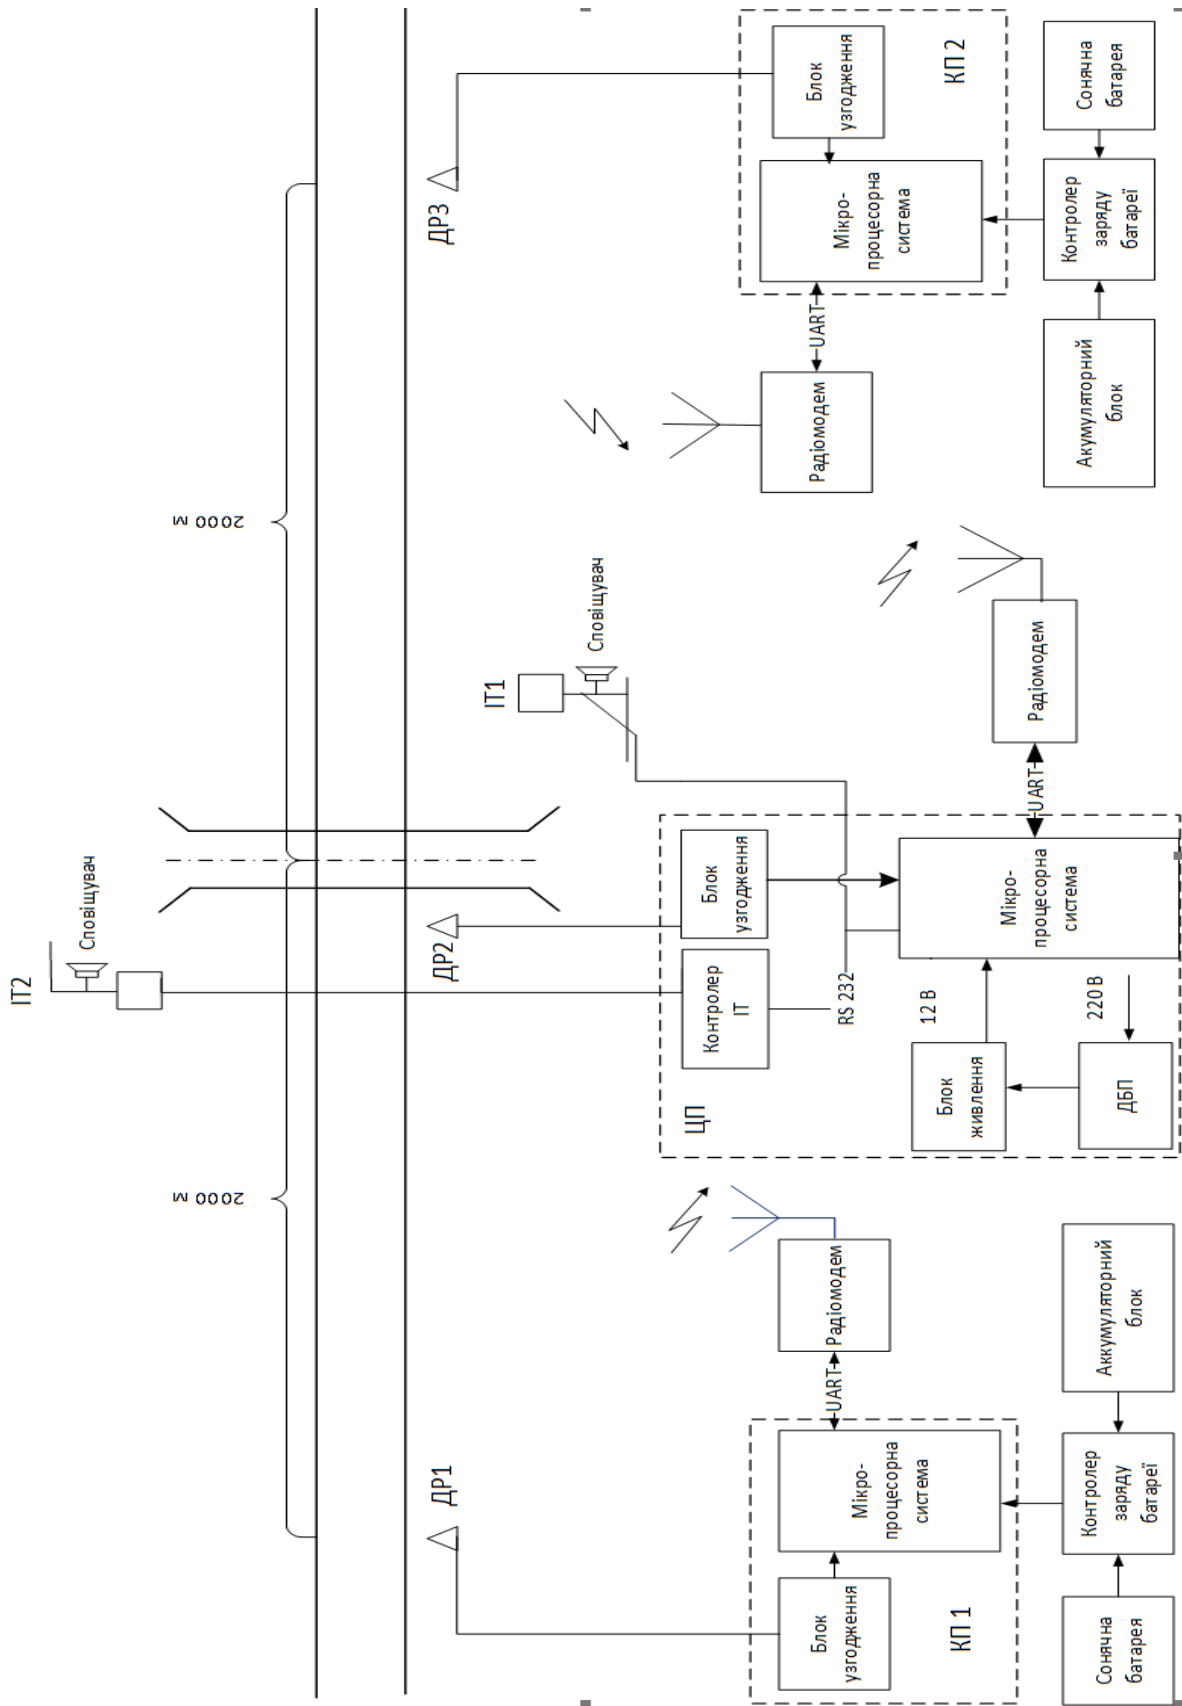 ІТ2
Сповіщувач
2000 м
2000 м
ІТ1
Сповіщувач
ДР1
ДР2
ДР3
КП 1
Блок
узгодження
Мікро-
процесорна
система
UART
Радіомодем
Сонячна
батарея
Контролер
заряду
батареї
Аккумуляторний
блок
ЦП
Контролер
ІТ
Блок
узгодження
RS 232
12 В
220 В
Блок
живлення
ДБП
Мікро-
процесорна
система
UART
Радіомодем
КП 2
Блок
узгодження
Мікро-
процесорна
система
UART
Радіомодем
Акумуляторний
блок
Контролер
заряду
батареї
Сонячна
батарея